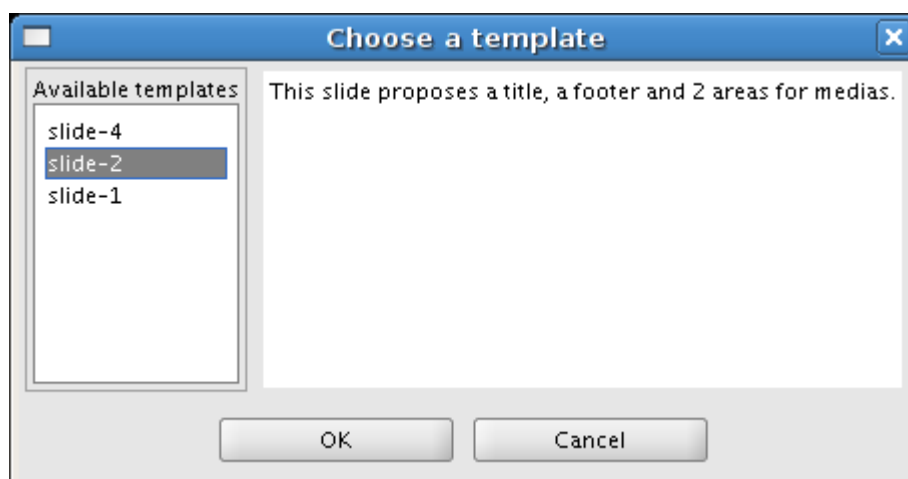 Choose a template
Available templates
slide-4
slide-2
slide-1
This slide proposes a title, a footer and 2 areas for medias.
OK
Cancel